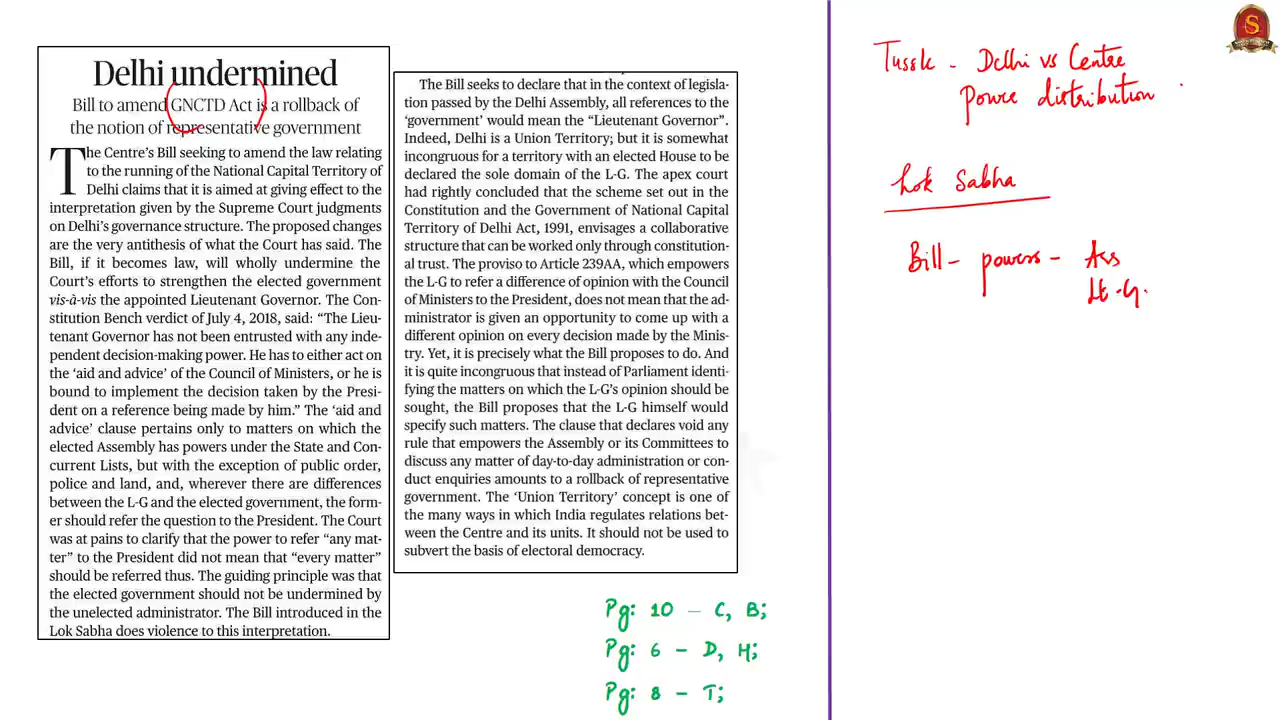 Delhi undermined
Bill to amend GNCTD Act is a rollback of
the notion of representative government
The Centre's Bill seeking to amend the law relating
to the running of the National Capital Territory of
Delhi claims that it is aimed at giving effect to the
interpretation given by the Supreme Court judgments
on Delhi's governance structure. The proposed changes
are the very antithesis of what the Court has said. The
Bill, if it becomes law, will wholly undermine the
Court's efforts to strengthen the elected government
vis-à-vis the appointed Lieutenant Governor. The Con-
stitution Bench verdict of July 4, 2018, said: “The Lieu-
tenant Governor has not been entrusted with any inde-
pendent decision-making power. He has to either act on
the ‘aid and advice’ of the Council of Ministers, or he is
bound to implement the decision taken by the Presi-
dent on a reference being made by him.” The ‘aid and
advice’ clause pertains only to matters on which the
elected Assembly has powers under the State and Con-
current Lists, but with the exception of public order,
police and land, and, wherever there are differences
between the L-G and the elected government, the form-
er should refer the question to the President. The Court
was at pains to clarify that the power to refer “any mat-
ter” to the President did not mean that “every matter”
should be referred thus. The guiding principle was that
the elected government should not be undermined by
the unelected administrator. The Bill introduced in the
Lok Sabha does violence to this interpretation.
The Bill seeks to declare that in the context of legisla-
tion passed by the Delhi Assembly, all references to the
‘government’ would mean the “Lieutenant Governor”.
Indeed, Delhi is a Union Territory; but it is somewhat
incongruous for a territory with an elected House to be
declared the sole domain of the L-G. The apex court
had rightly concluded that the scheme set out in the
Constitution and the Government of National Capital
Territory of Delhi Act, 1991, envisages a collaborative
structure that can be worked only through constitution-
al trust. The proviso to Article 239AA, which empowers
the L-G to refer a difference of opinion with the Council
of Ministers to the President, does not mean that the ad-
ministrator is given an opportunity to come up with a
different opinion on every decision made by the Minis-
try. Yet, it is precisely what the Bill proposes to do. And
it is quite incongruous that instead of Parliament identi-
fying the matters on which the L-G's opinion should be
sought, the Bill proposes that the L-G himself would
specify such matters. The clause that declares void any
rule that empowers the Assembly or its Committees to
discuss any matter of day-to-day administration or con-
duct enquiries amounts to a rollback of representative
government. The ‘Union Territory’ concept is one of
the many ways in which India regulates relations bet-
ween the Centre and its units. It should not be used to
subvert the basis of electoral democracy.
Pg: 10 - C, B;
Pg: 6 - D, H;
Pg: 8 - T;
Tussle - Delhi vs Centre
Power distribution
Lok Sabha
Bill - powers - Ass
Lt.G.
S